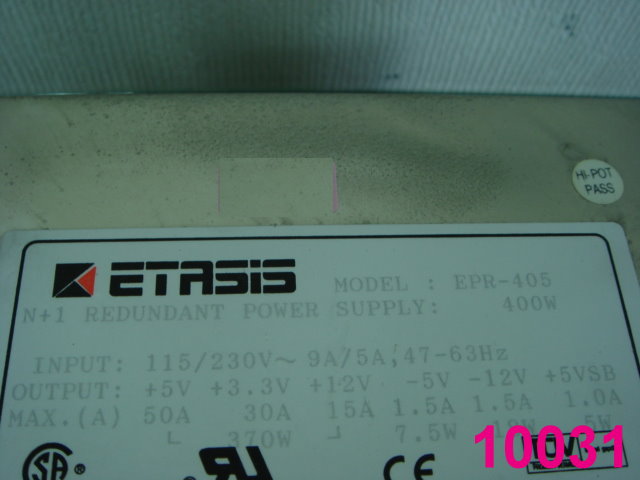 HI-POT
PASS
ETASIS MODEL : EPR-405
N+1 REDUNDANT POWER SUPPLY: 400W
INPUT: 115/230V~ 9A/5A, 47-63Hz
OUTPUT: +5V +3.3V +12V -5V -12V +5VSB
MAX.(A) 50A 30A 15A 1.5A 1.5A 1.0A
370W 7.5W 18W 5W
10031